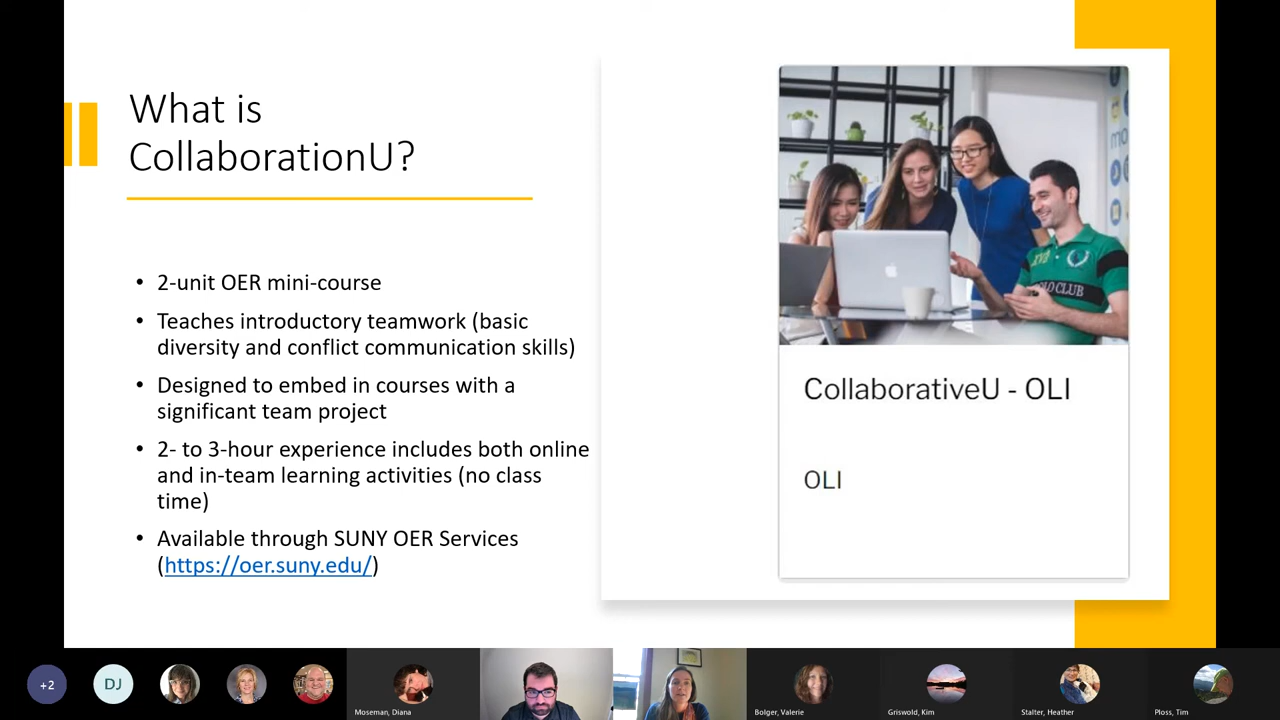 What is
CollaborationU?
• 2-unit OER mini-course
• Teaches introductory teamwork (basic
diversity and conflict communication skills)
• Designed to embed in courses with a
significant team project
• 2- to 3-hour experience includes both online
and in-team learning activities (no class
time)
• Available through SUNY OER Services
(https://oer.suny.edu/)
POLO CLUB
CollaborativeU - OLI
OLI
+2
DJ
Moseman, Diana
Bolger, Valerie
Griswold, Kim
Stalter, Heather
Ploss, Tim